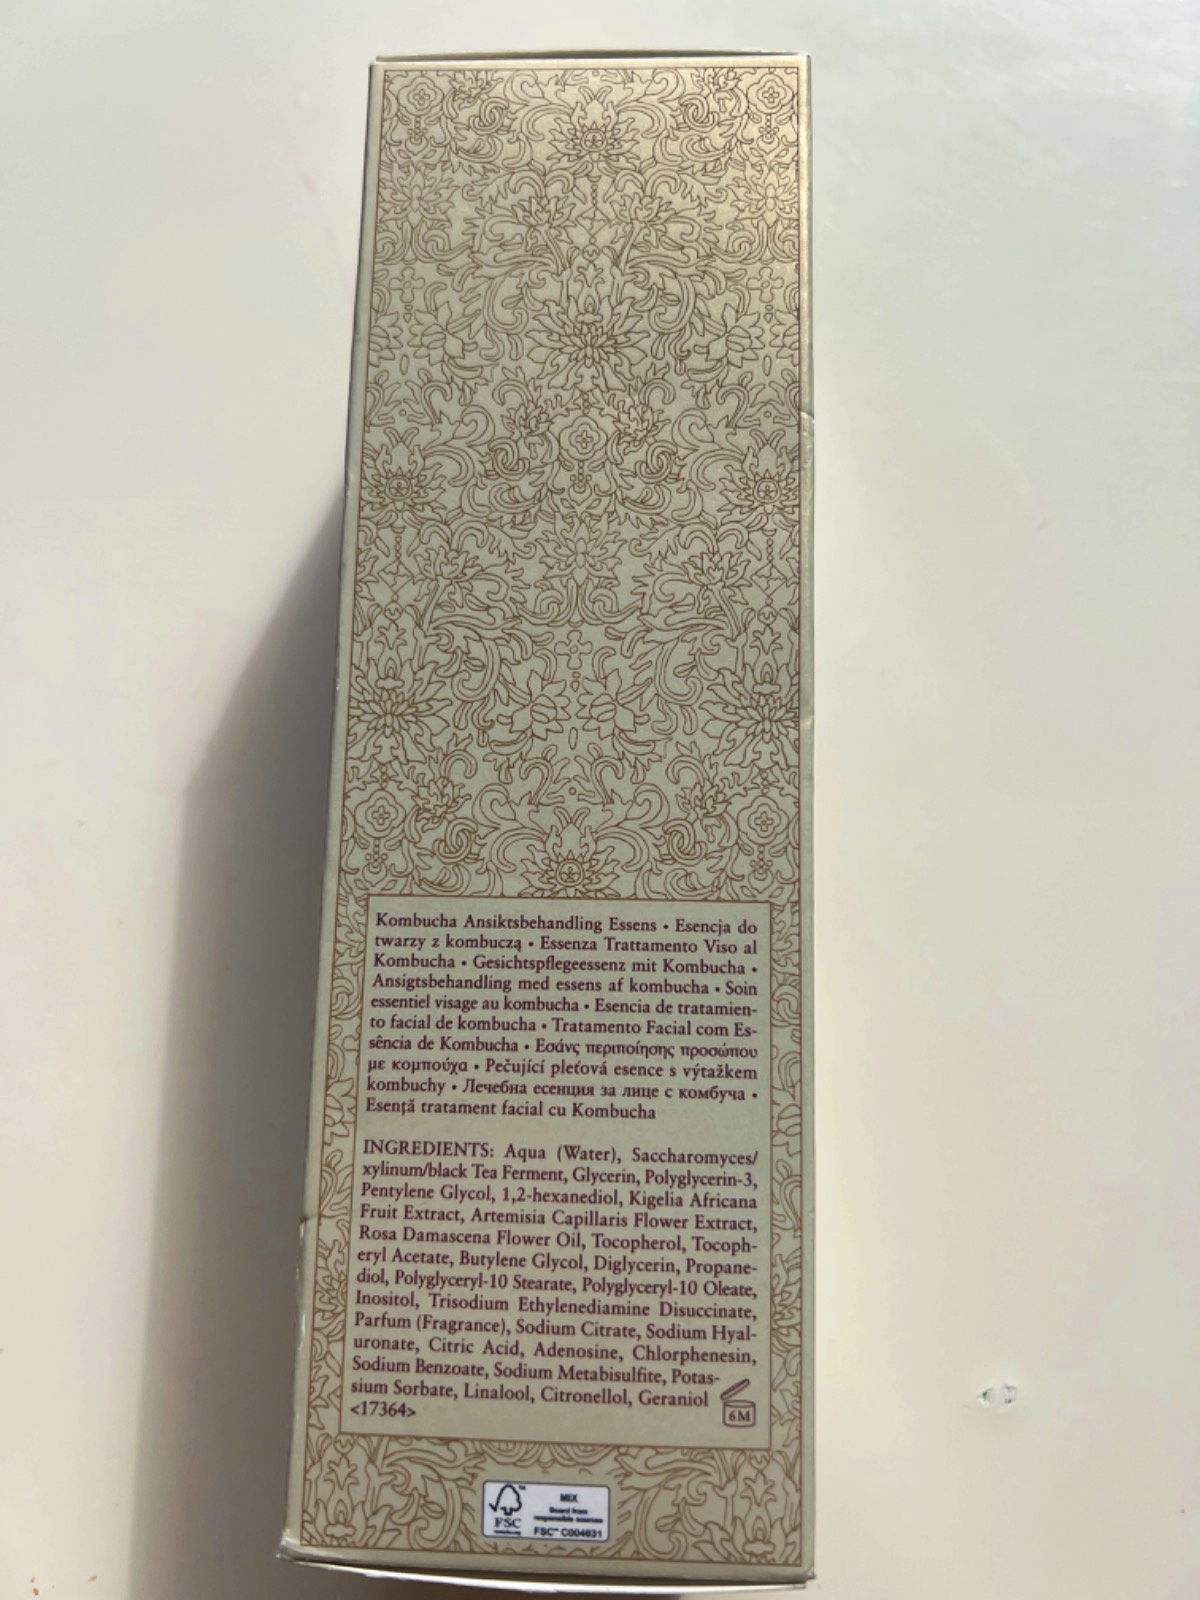 Kombucha Ansiktsbehandling Essens • Esencja do
twarzy z kombuczą • Essenza Trattamento Viso al
Kombucha • Gesichtspflegeessenz mit Kombucha •
Ansigtsbehandling med essens af kombucha • Soin
essentiel visage au kombucha • Esencia de tratamien-
to facial de kombucha • Tratamento Facial com Es-
sência de Kombucha • Εσάνς περιποίησης προσώπου
με κομπούχα • Pečující pleťová esence s výtažkem
kombuchy • Лечебна есенция за лице с комбуча •
Esență tratament facial cu Kombucha
INGREDIENTS: Aqua (Water), Saccharomyces/
xylinum/black Tea Ferment, Glycerin, Polyglycerin-3,
Pentylene Glycol, 1,2-hexanediol, Kigelia Africana
Fruit Extract, Artemisia Capillaris Flower Extract,
Rosa Damascena Flower Oil, Tocopherol, Tocoph-
eryl Acetate, Butylene Glycol, Diglycerin, Propane-
diol, Polyglyceryl-10 Stearate, Polyglyceryl-10 Oleate,
Inositol, Trisodium Ethylenediamine Disuccinate,
Parfum (Fragrance), Sodium Citrate, Sodium Hyal-
uronate, Citric Acid, Adenosine, Chlorphenesin,
Sodium Benzoate, Sodium Metabisulfite, Potas-
sium Sorbate, Linalool, Citronellol, Geraniol
<17364>
6M
MIX
Board from
responsible sources
FSC™ C004631
FSC